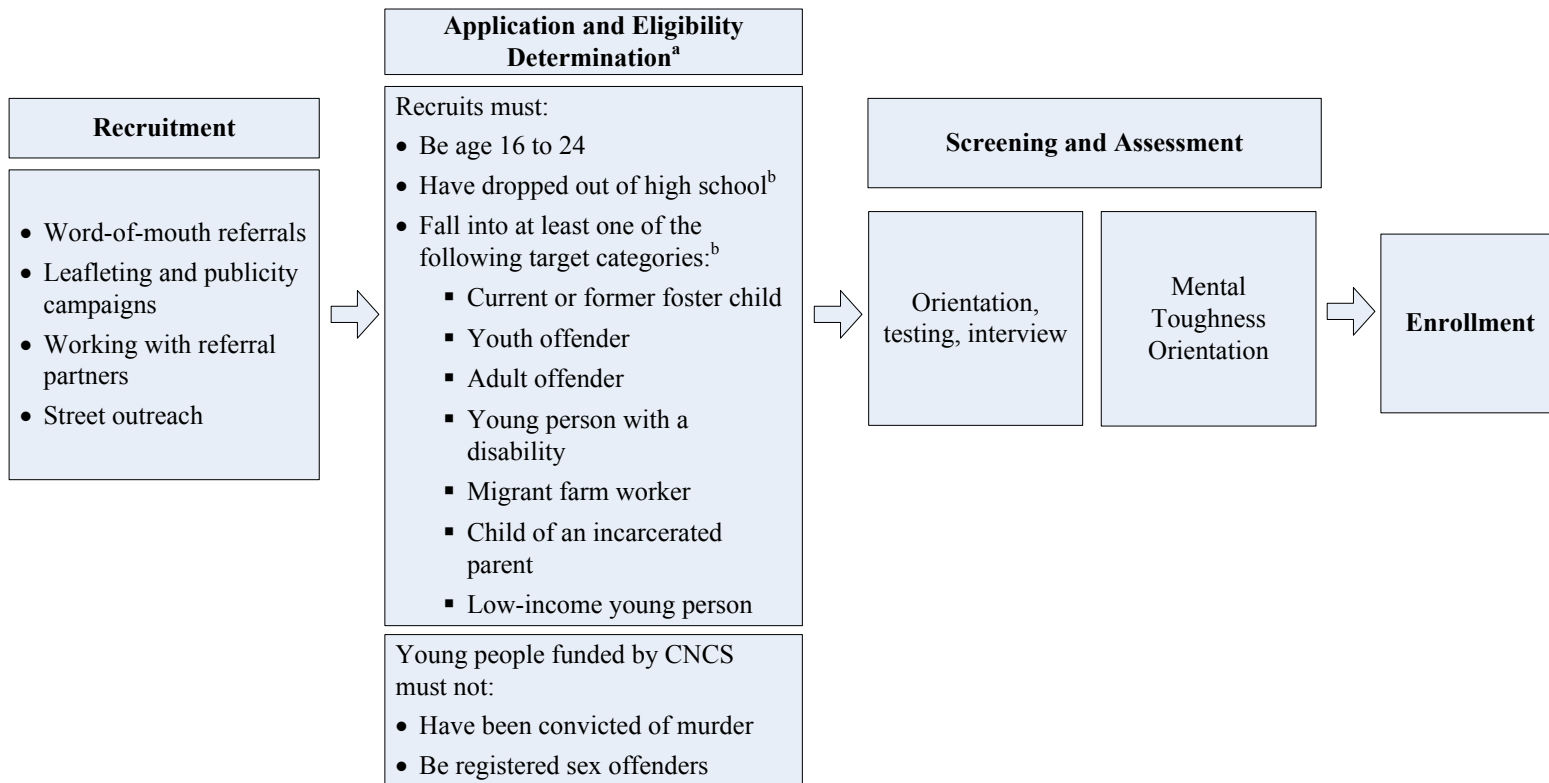 Recruitment
• Word-of-mouth referrals
• Leafleting and publicity
campaigns
• Working with referral
partners
• Street outreach
Application and Eligibility
Determinationᵃ
Recruits must:
• Be age 16 to 24
• Have dropped out of high schoolᵇ
• Fall into at least one of the
following target categories:ᵇ
▪ Current or former foster child
▪ Youth offender
▪ Adult offender
▪ Young person with a
disability
▪ Migrant farm worker
▪ Child of an incarcerated
parent
▪ Low-income young person
Young people funded by CNCS
must not:
• Have been convicted of murder
• Be registered sex offenders
Screening and Assessment
Orientation,
testing, interview
Mental
Toughness
Orientation
Enrollment